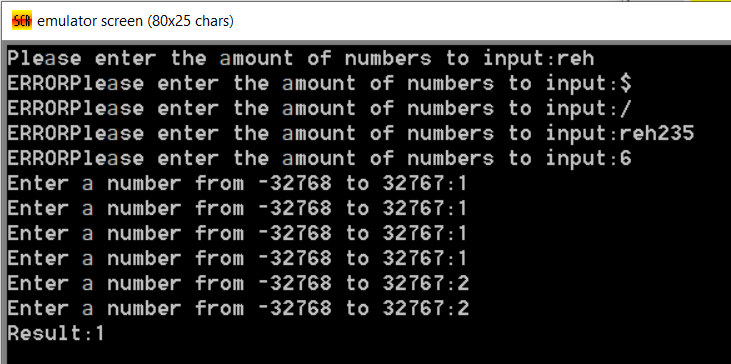 SCR emulator screen (80x25 chars)
Please enter the amount of numbers to input:reh
ERRORPlease enter the amount of numbers to input:$
ERRORPlease enter the amount of numbers to input:/
ERRORPlease enter the amount of numbers to input:reh235
ERRORPlease enter the amount of numbers to input:6
Enter a number from -32768 to 32767:1
Enter a number from -32768 to 32767:1
Enter a number from -32768 to 32767:1
Enter a number from -32768 to 32767:1
Enter a number from -32768 to 32767:2
Enter a number from -32768 to 32767:2
Result:1